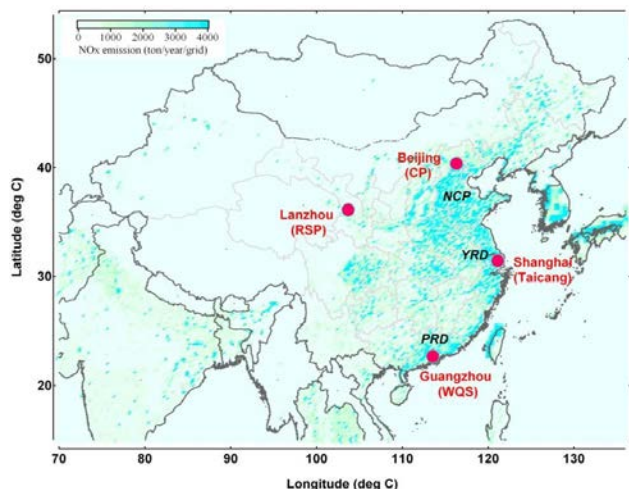 0 1000 2000 3000 4000
NOx emission (ton/year/grid)
50
40
30
20
Latitude (deg C)
Beijing
(CP)
NCP
Lanzhou
(RSP)
YRD
Shanghai
(Taicang)
PRD
Guangzhou
(WQS)
70 80 90 100 110 120 130
Longitude (deg C)